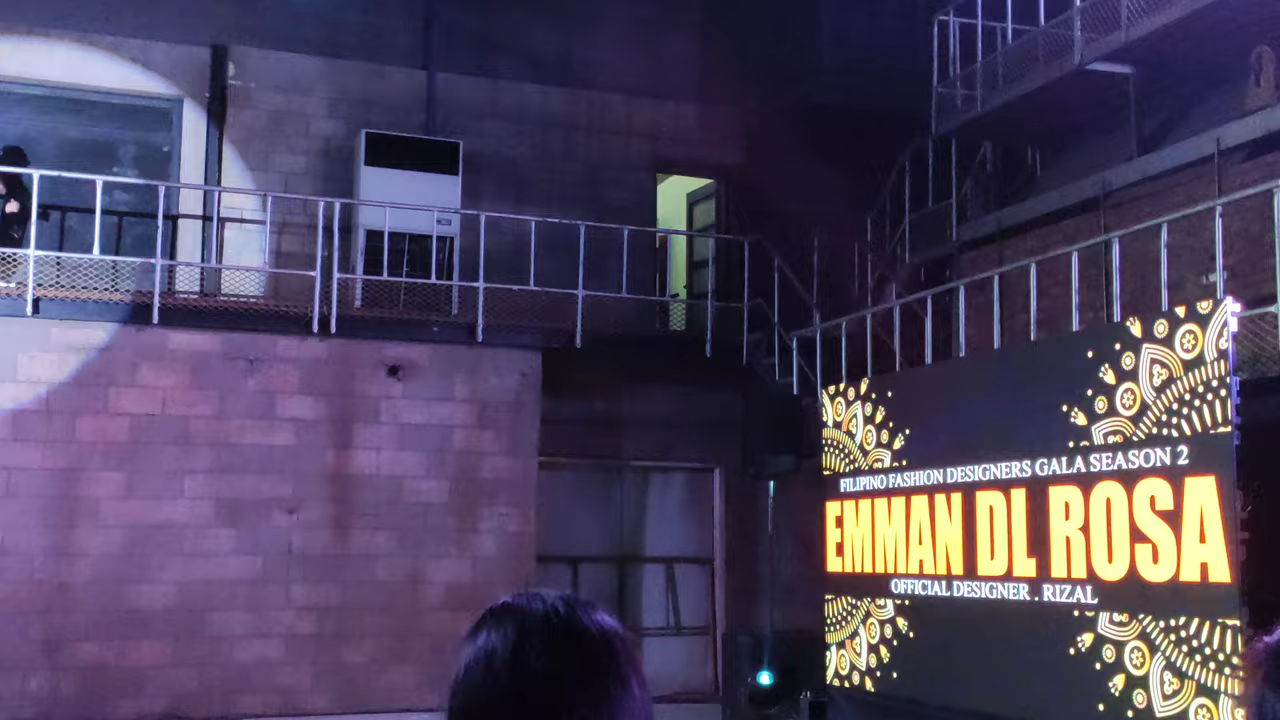 FILIPINO FASHION DESIGNERS GALA SEASON 2
EMMAN DL ROSA
OFFICIAL DESIGNER . RIZAL